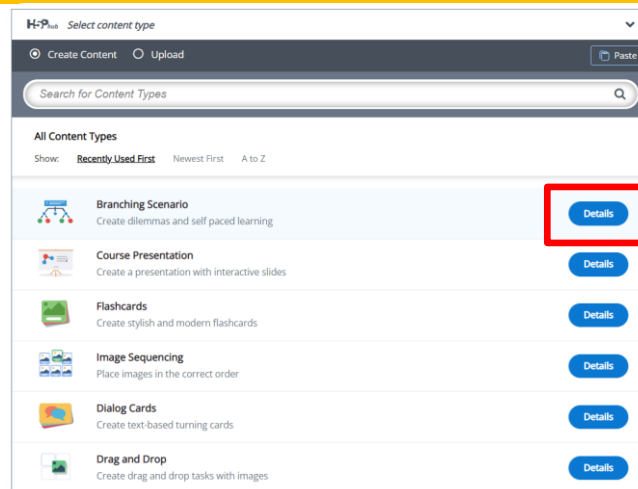 H5Phub Select content type
Create Content Upload Paste
Search for Content Types
All Content Types
Show: Recently Used First Newest First A to Z
Branching Scenario
Create dilemmas and self paced learning
Details
Course Presentation
Create a presentation with interactive slides
Details
Flashcards
Create stylish and modern flashcards
Details
Image Sequencing
Place images in the correct order
Details
Dialog Cards
Create text-based turning cards
Details
Drag and Drop
Create drag and drop tasks with images
Details